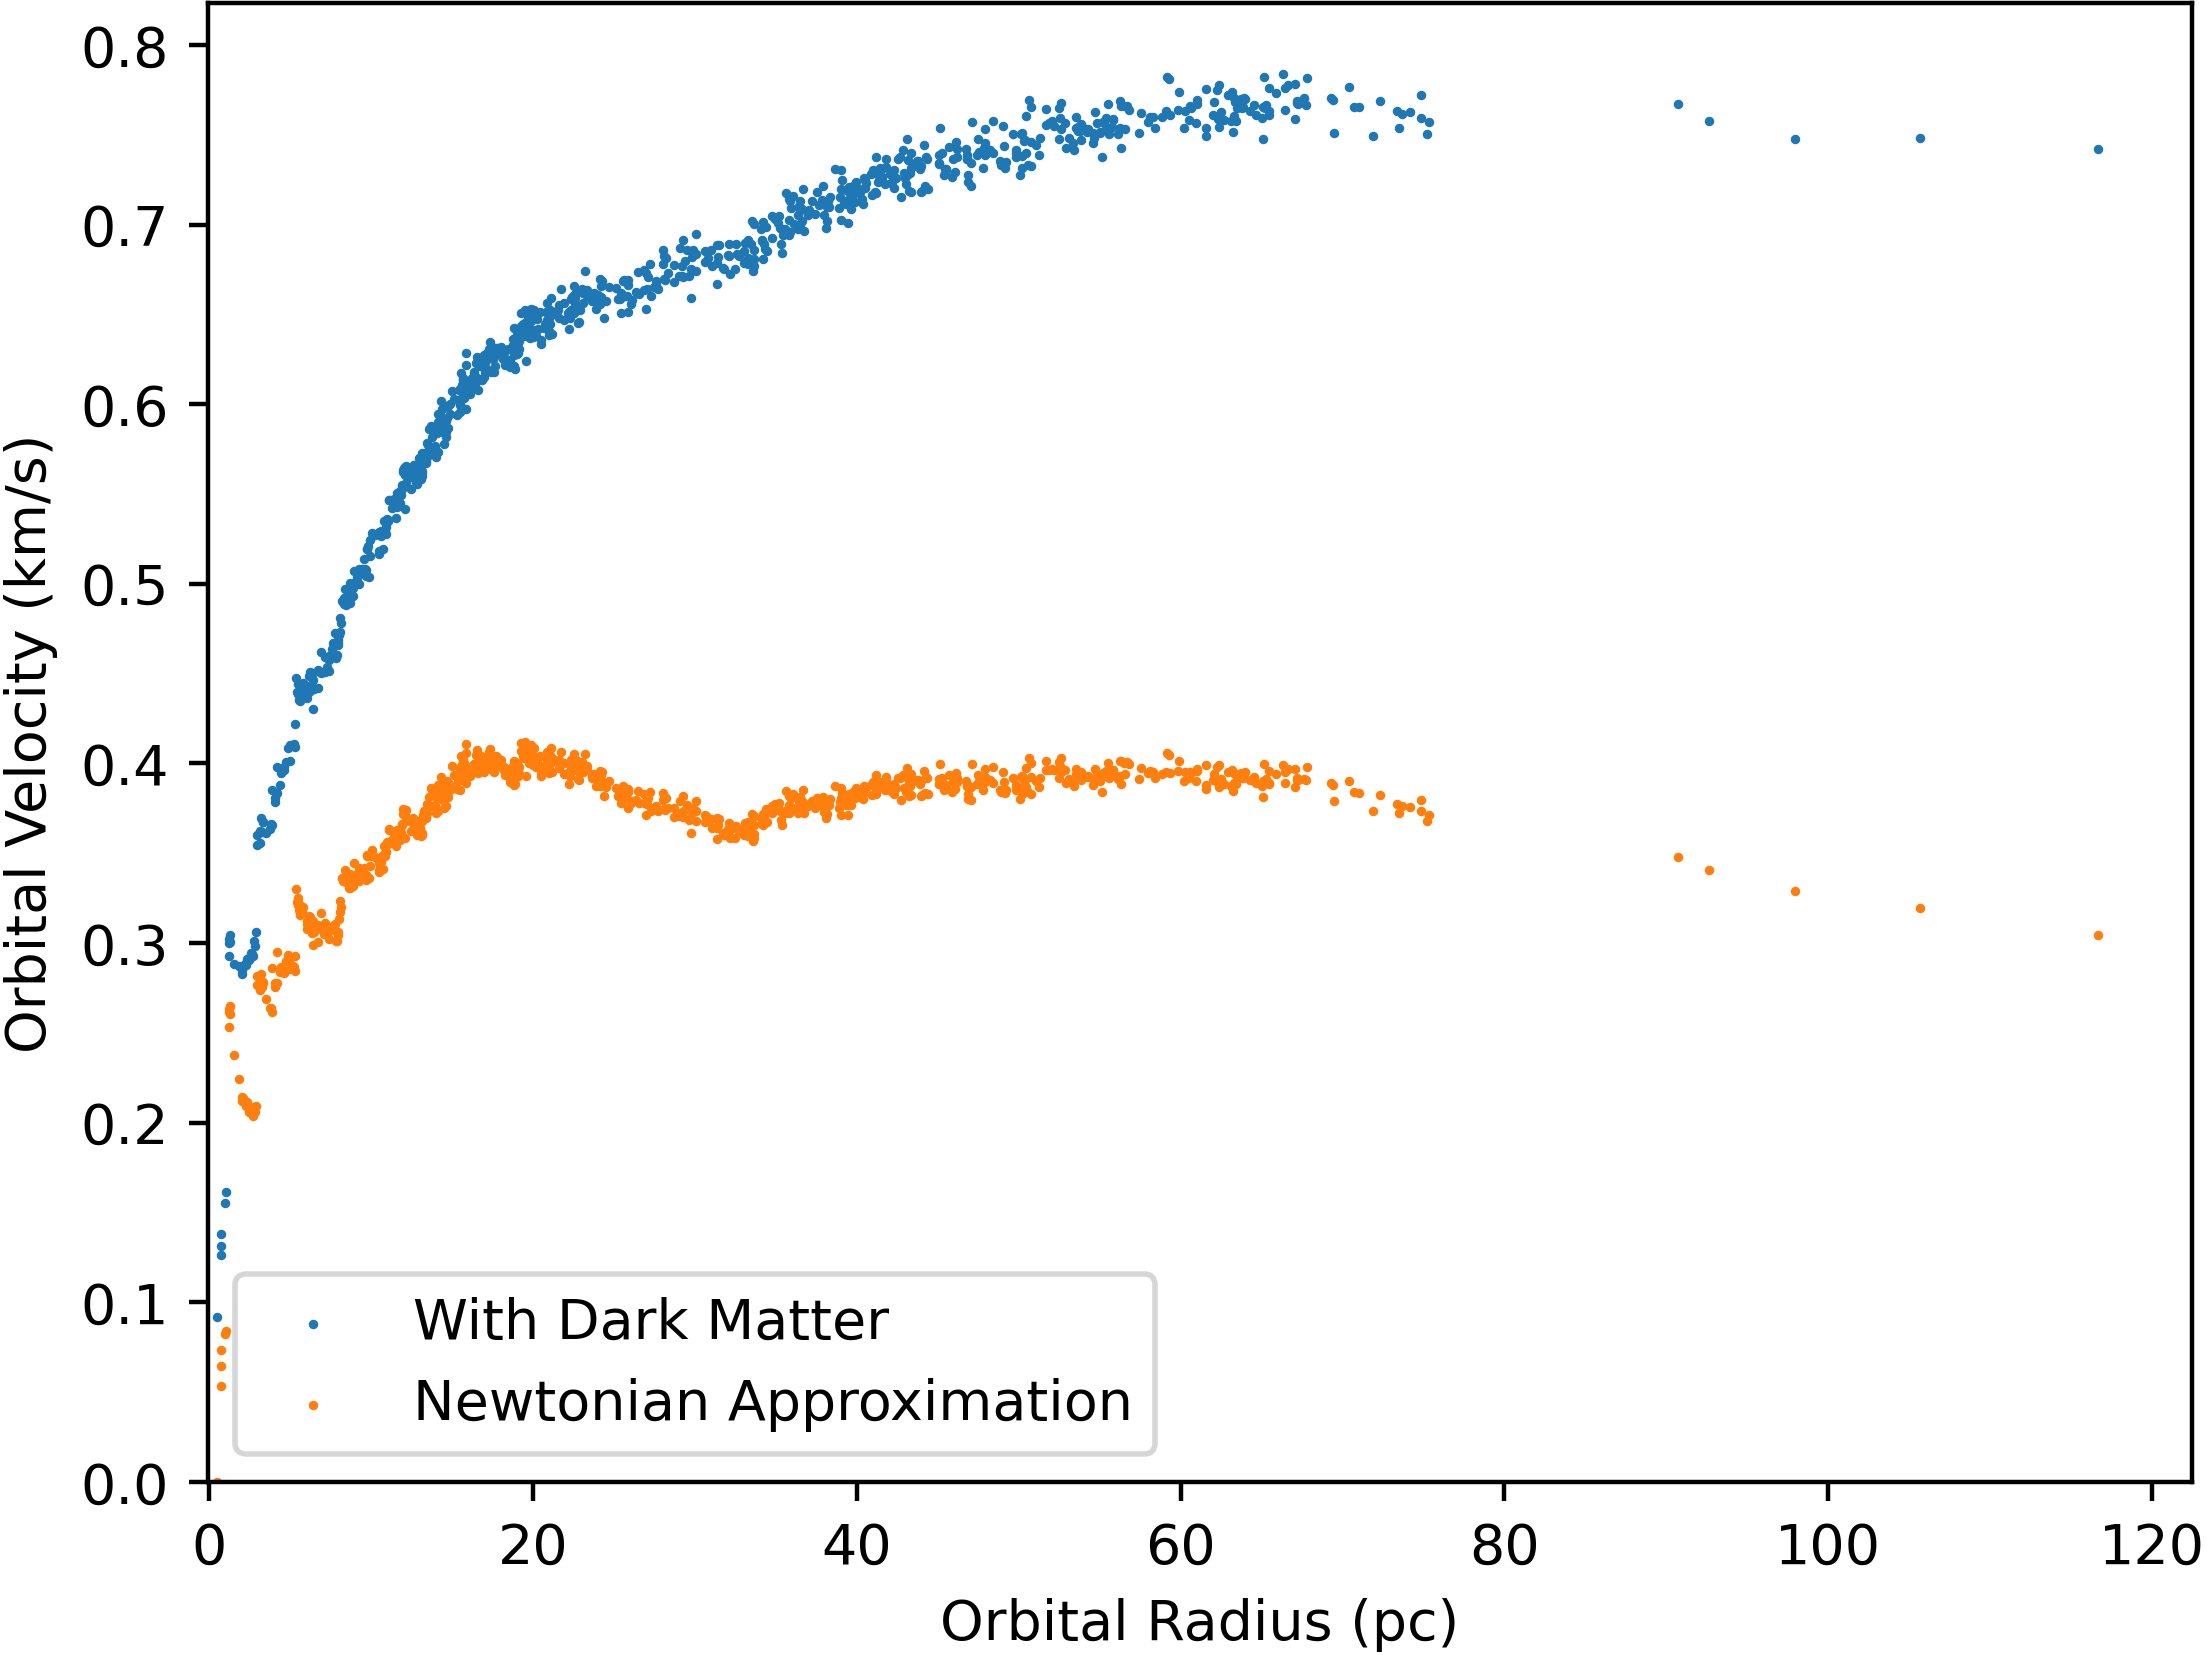 0.8
0.7
0.6
0.5
0.4
0.3
0.2
0.1
0.0
Orbital Velocity (km/s)
With Dark Matter
Newtonian Approximation
0 20 40 60 80 100 120
Orbital Radius (pc)